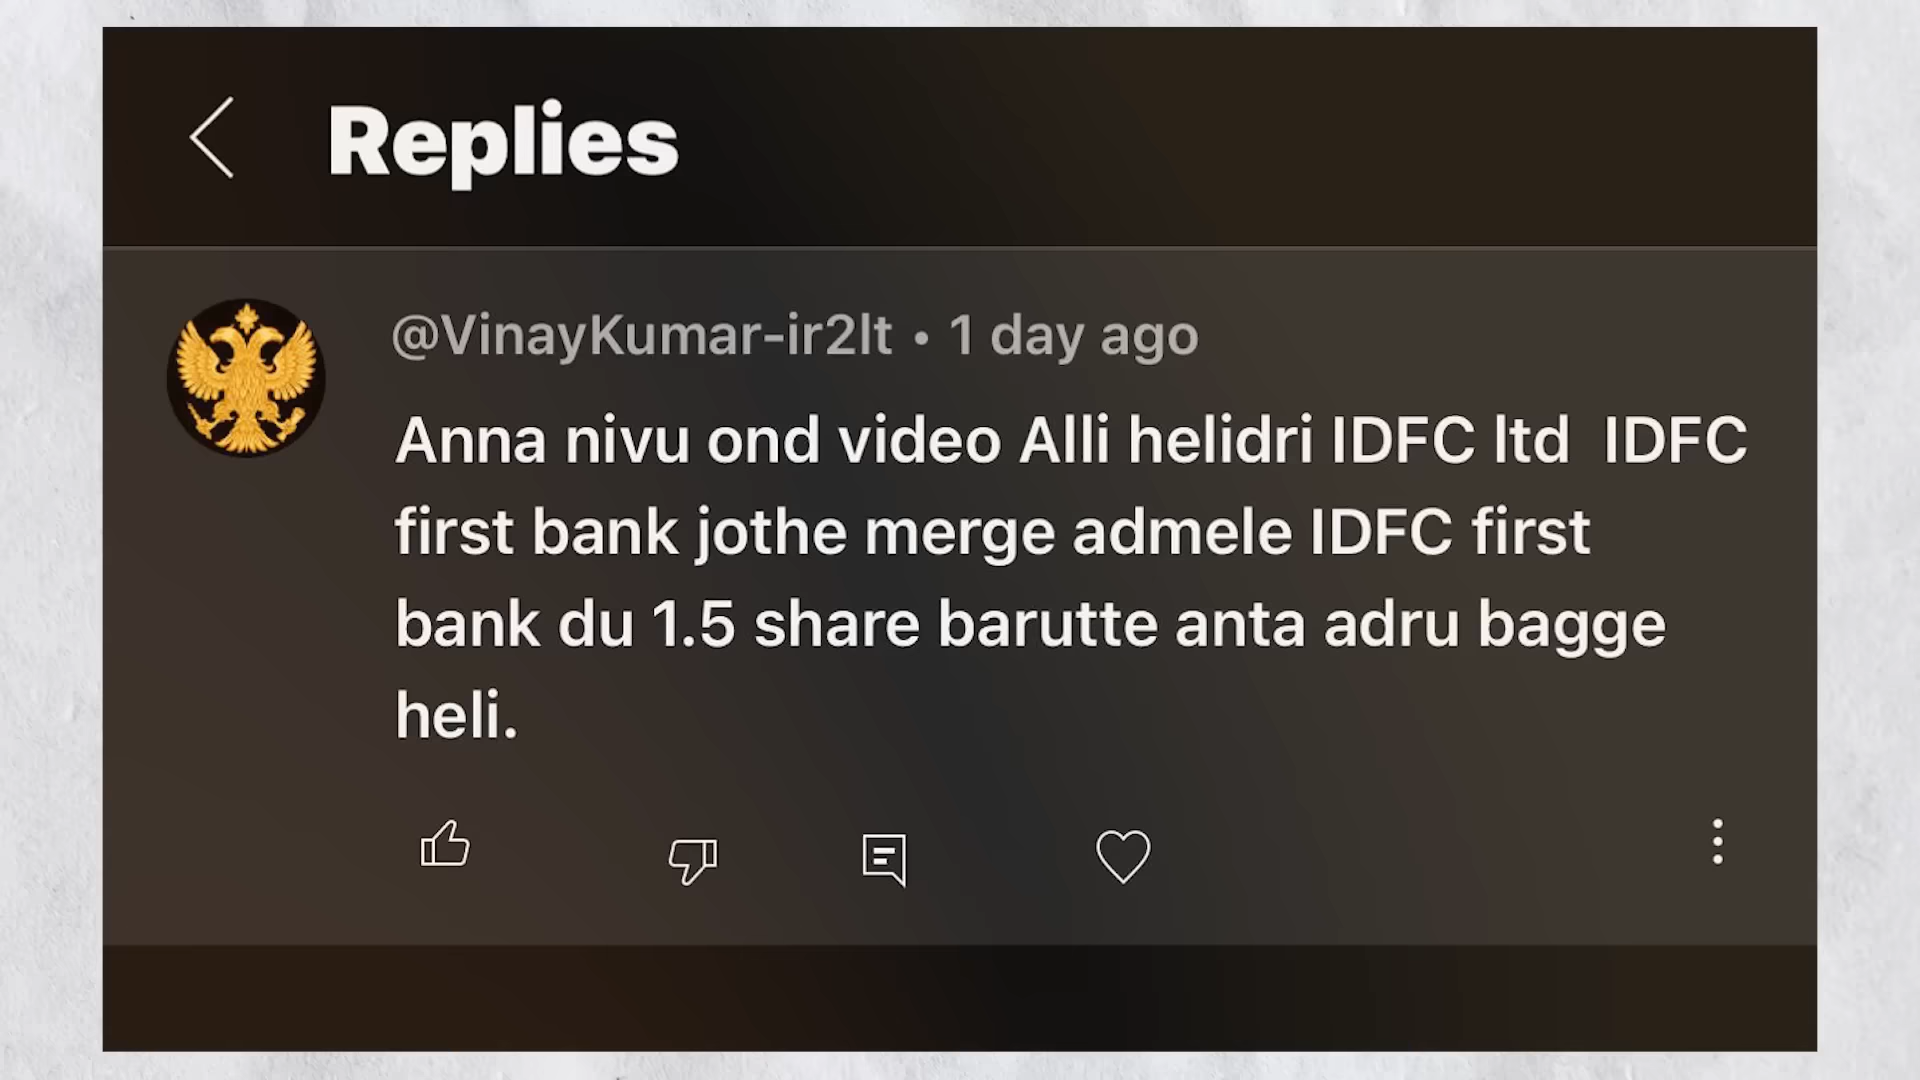 Replies
@VinayKumar-ir2lt • 1 day ago
Anna nivu ond video Alli helidri IDFC ltd  IDFC
first bank jothe merge admele IDFC first
bank du 1.5 share barutte anta adru bagge
heli.